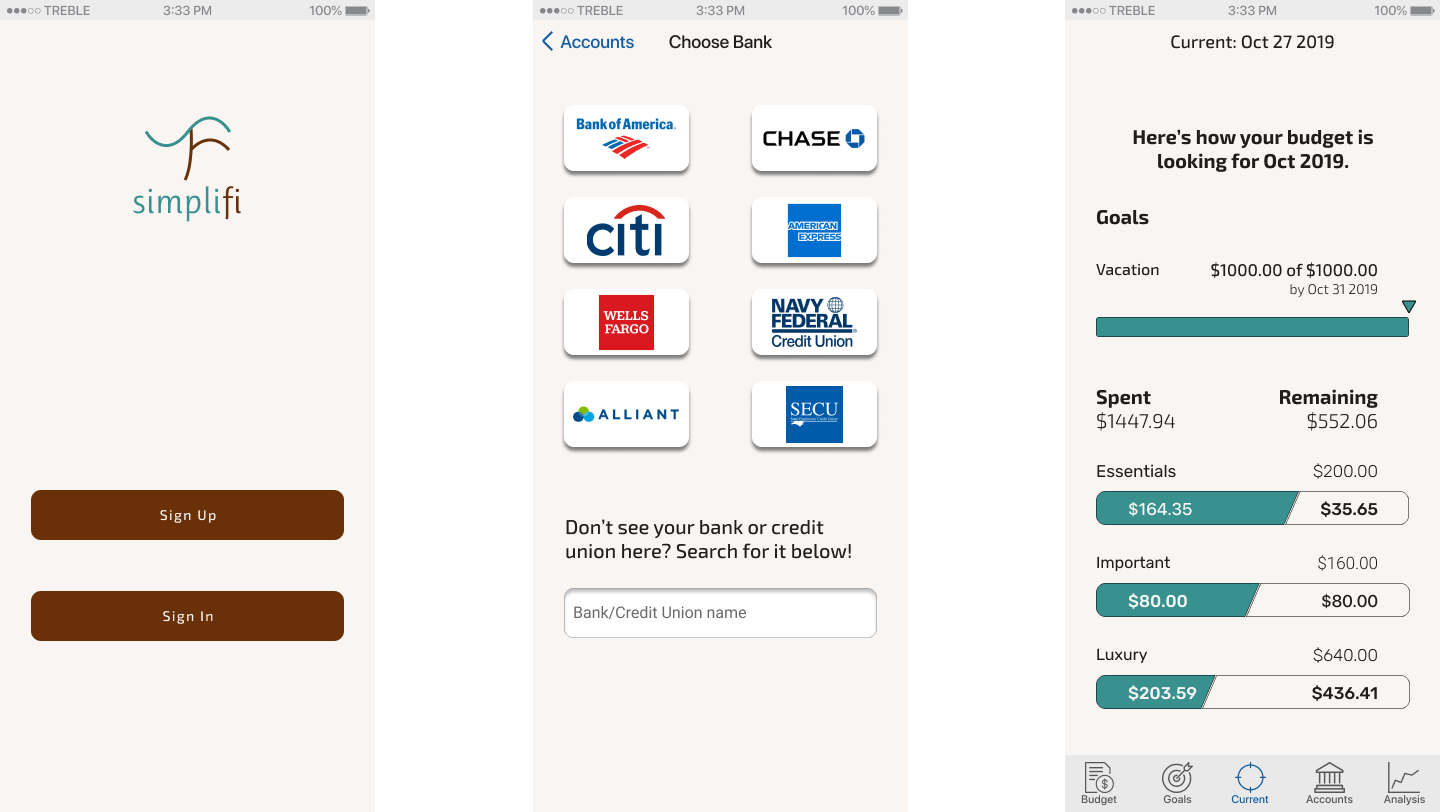 TREBLE 3:33 PM 100%
simplifi
Sign Up
Sign In
TREBLE 3:33 PM 100%
Accounts Choose Bank
Bank of America
CHASE
citi
AMERICAN
EXPRESS
WELLS
FARGO
NAVY
FEDERAL
Credit Union
ALLIANT
SECU
Don't see your bank or credit
union here? Search for it below!
Bank/Credit Union name
TREBLE 3:33 PM 100%
Current: Oct 27 2019
Here's how your budget is
looking for Oct 2019.
Goals
Vacation $1000.00 of $1000.00
by Oct 31 2019
Spent Remaining
$1447.94 $552.06
Essentials $200.00
$164.35 $35.65
Important $160.00
$80.00 $80.00
Luxury $640.00
$203.59 $436.41
Budget Goals Current Accounts Analysis